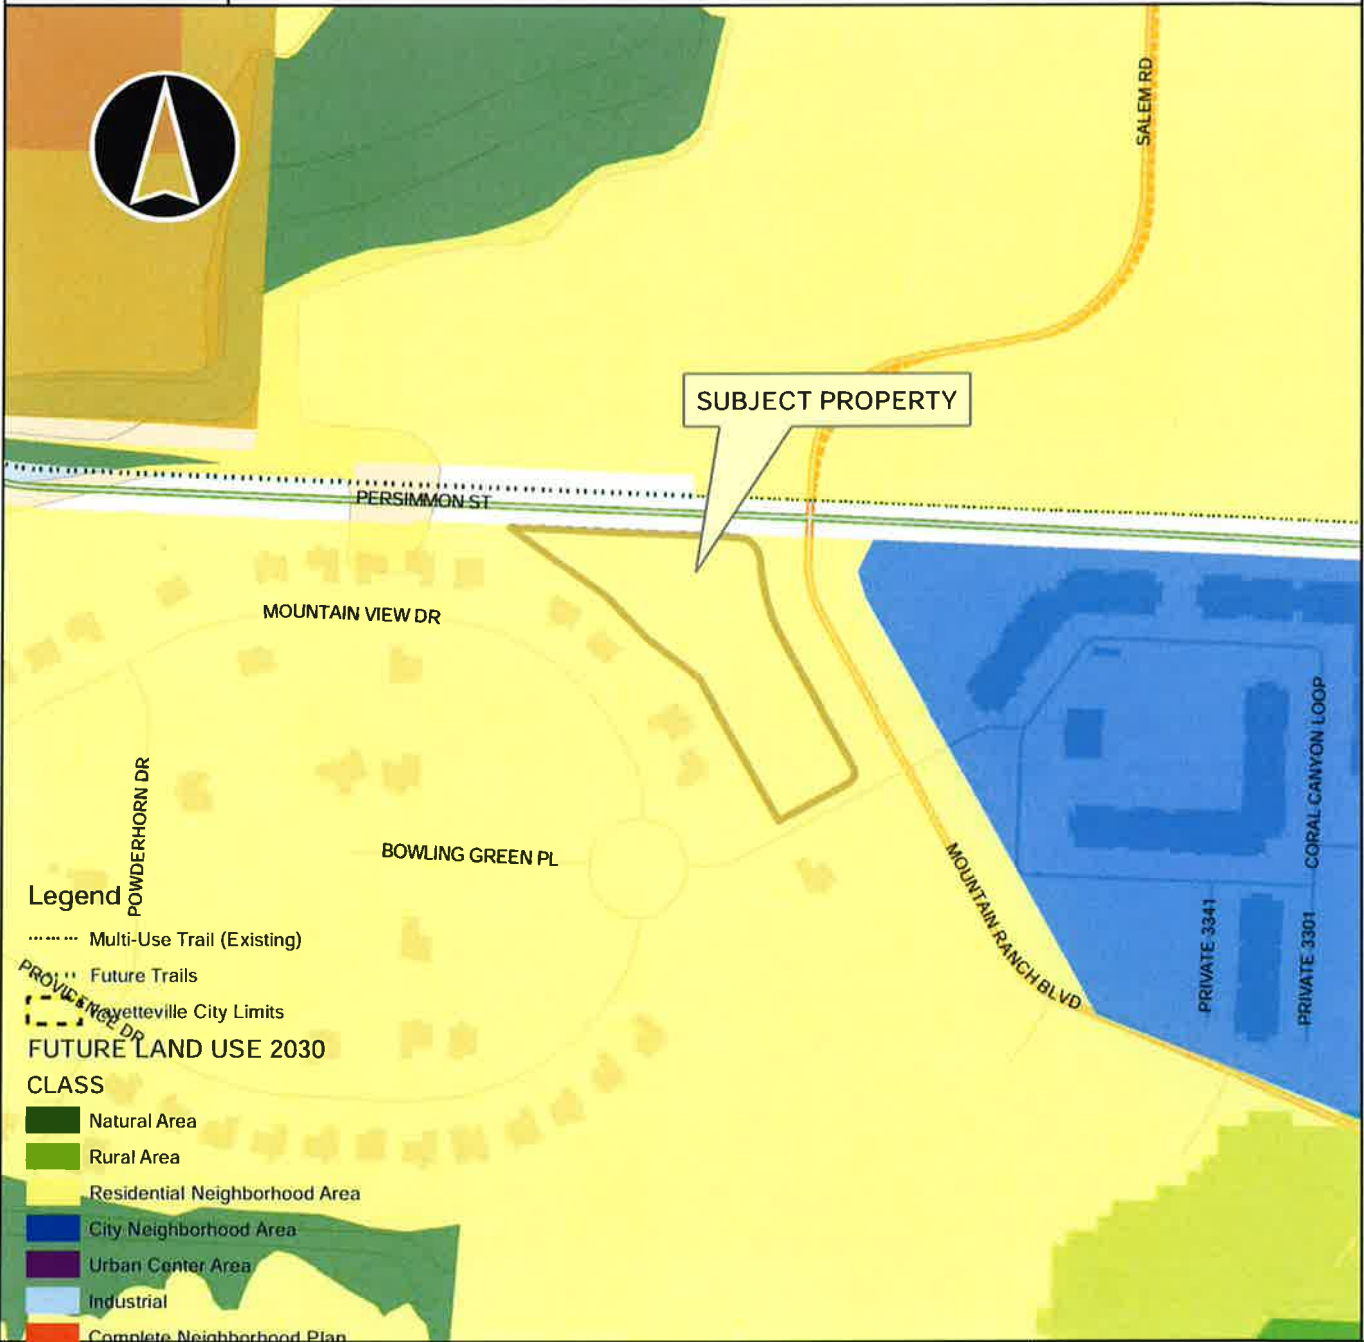 SALEM RD
SUBJECT PROPERTY
PERSIMMON ST
MOUNTAIN VIEW DR
POWDERHORN DR
BOWLING GREEN PL
MOUNTAIN RANCH BLVD
CORAL CANYON LOOP
PRIVATE 3341
PRIVATE 3301
PROVIDENCE DR
Legend
Multi-Use Trail (Existing)
Future Trails
Fayetteville City Limits
FUTURE LAND USE 2030
CLASS
Natural Area
Rural Area
Residential Neighborhood Area
City Neighborhood Area
Urban Center Area
Industrial
Complete Neighborhood Plan